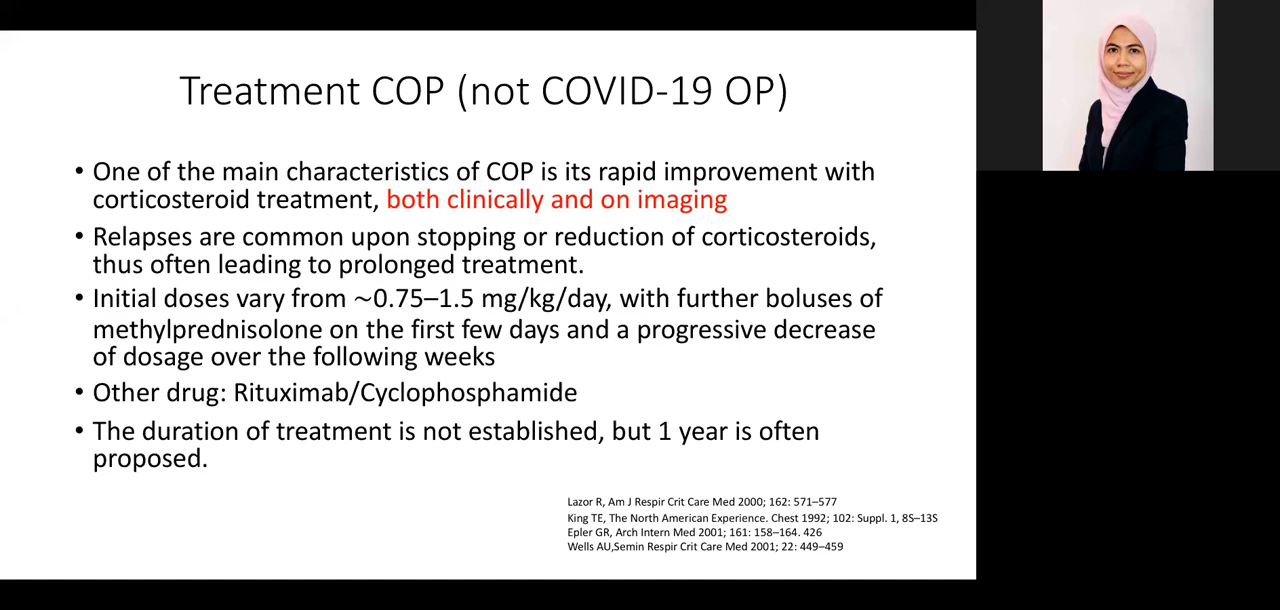 Treatment COP (not COVID-19 OP)
• One of the main characteristics of COP is its rapid improvement with
corticosteroid treatment, both clinically and on imaging
• Relapses are common upon stopping or reduction of corticosteroids,
thus often leading to prolonged treatment.
• Initial doses vary from ~0.75–1.5 mg/kg/day, with further boluses of
methylprednisolone on the first few days and a progressive decrease
of dosage over the following weeks
• Other drug: Rituximab/Cyclophosphamide
• The duration of treatment is not established, but 1 year is often
proposed.
Lazor R, Am J Respir Crit Care Med 2000; 162: 571–577
King TE, The North American Experience. Chest 1992; 102: Suppl. 1, 8S–13S
Epler GR, Arch Intern Med 2001; 161: 158–164. 426
Wells AU,Semin Respir Crit Care Med 2001; 22: 449–459